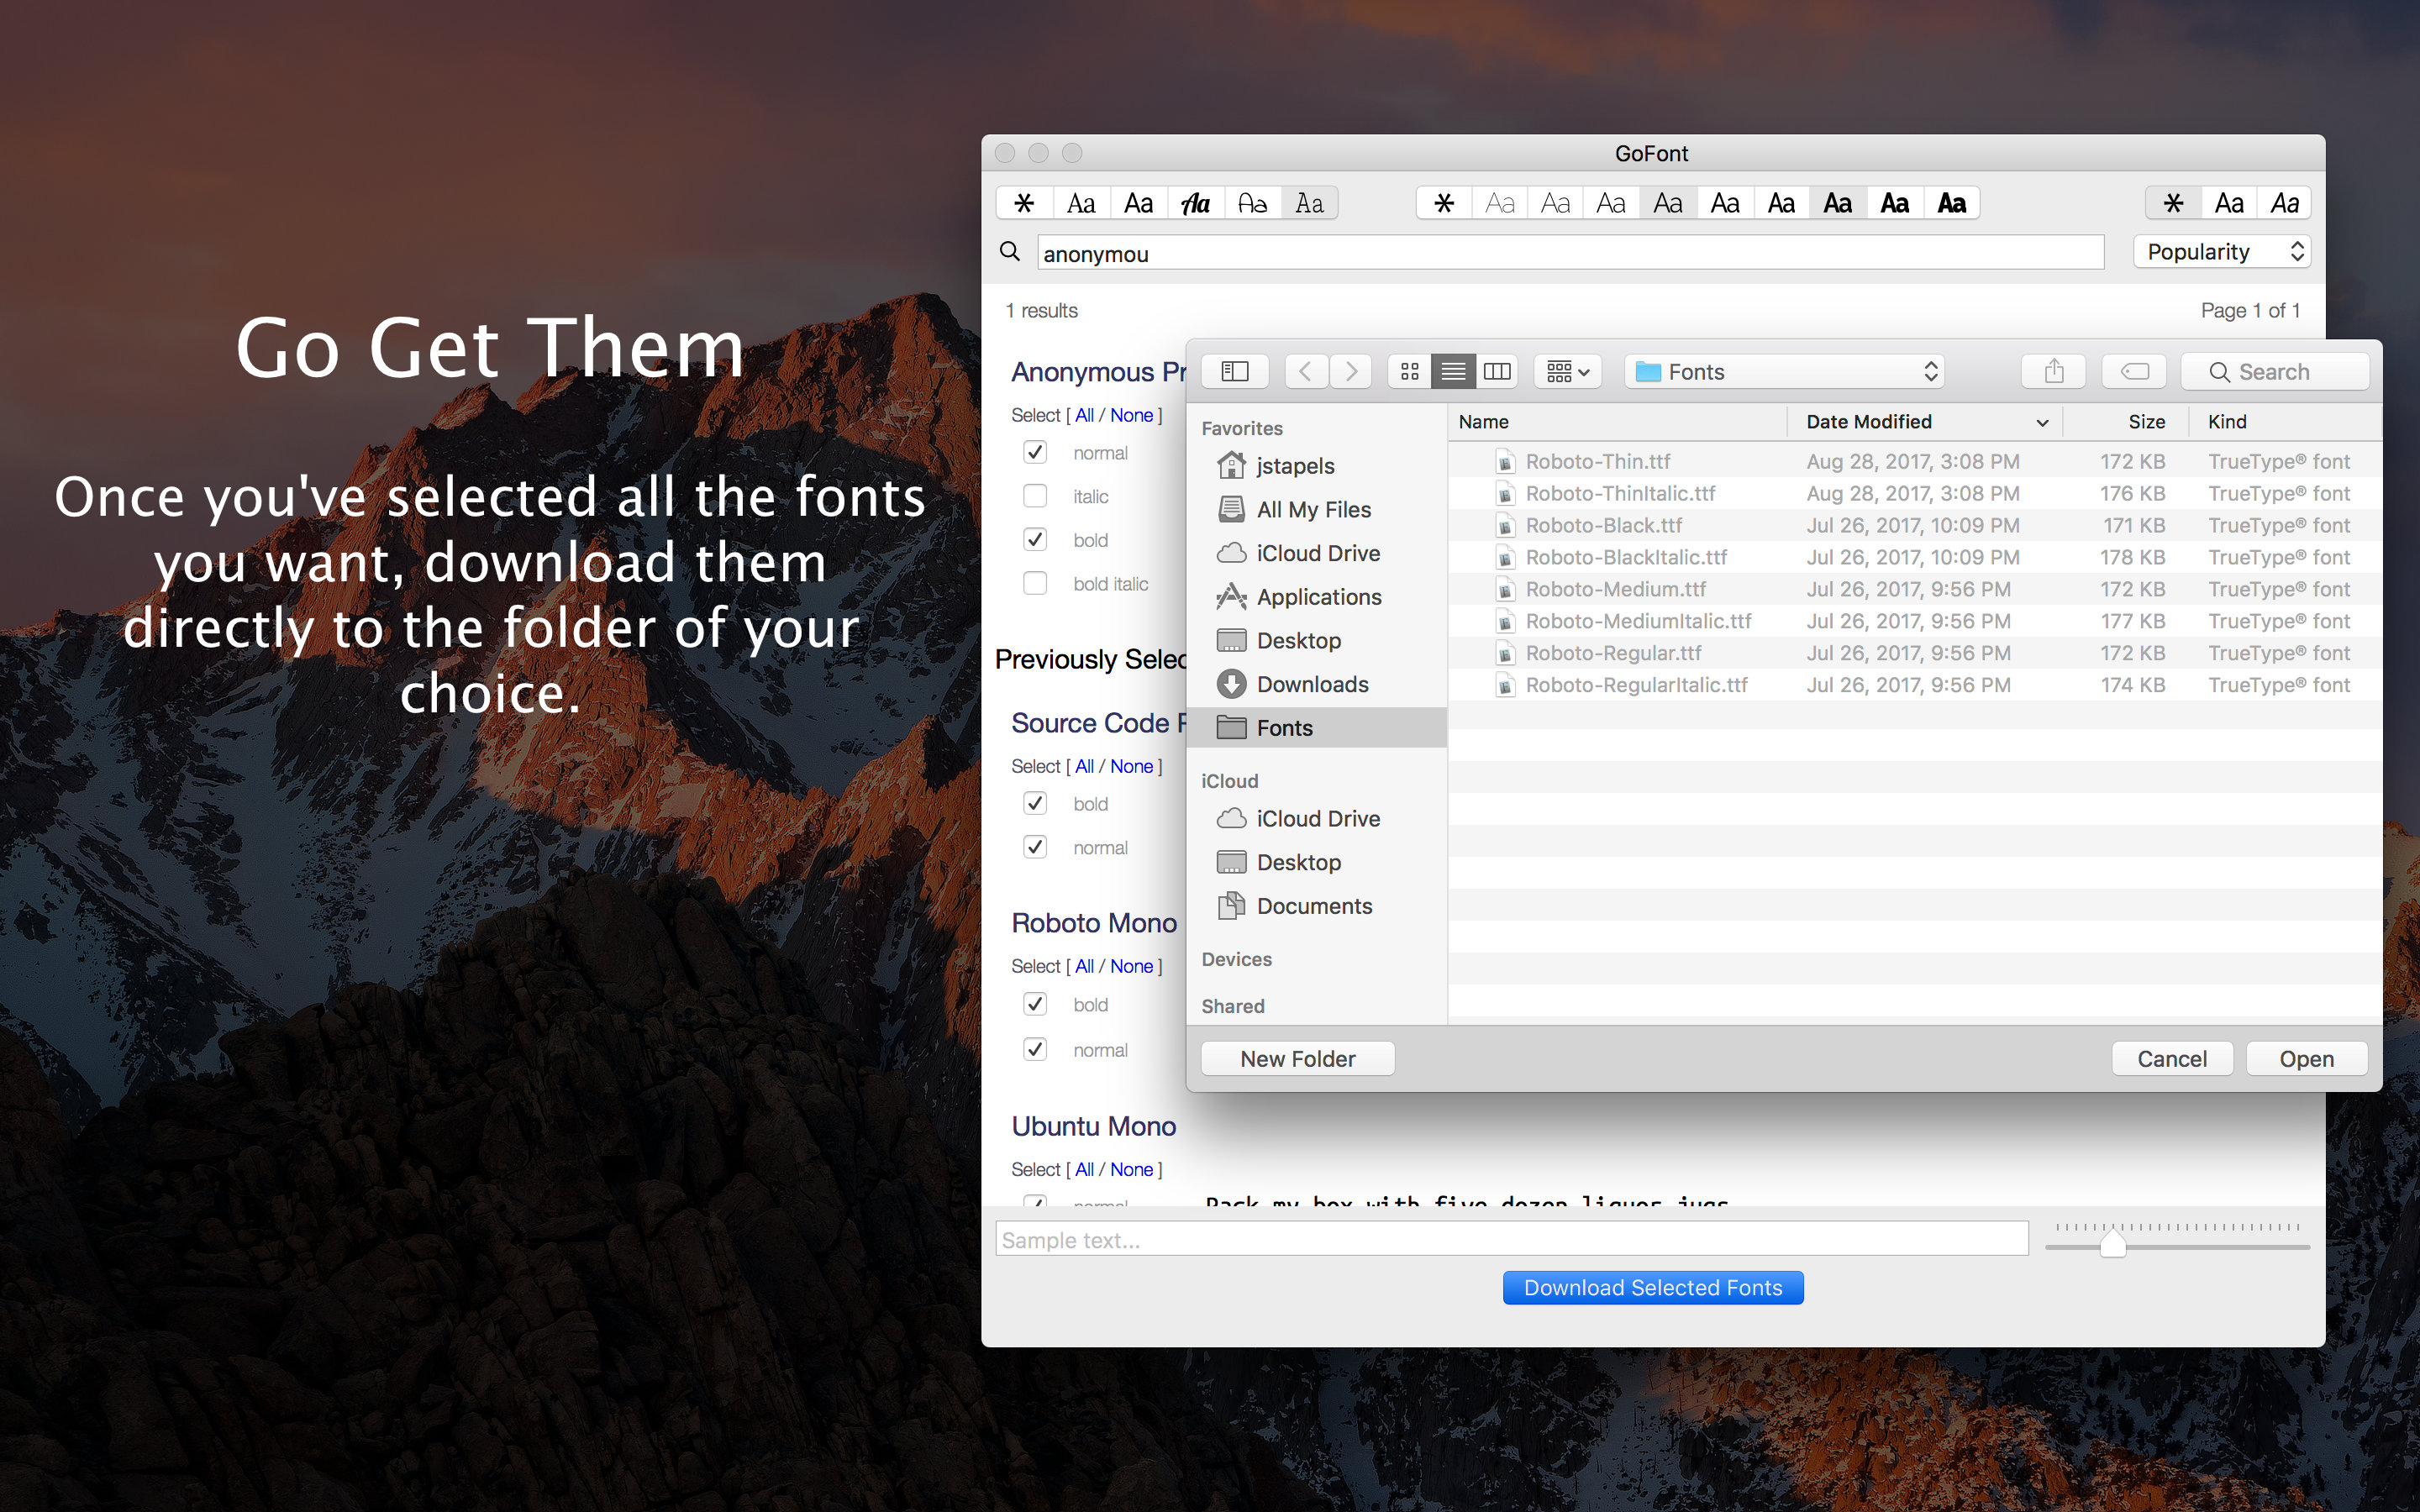 Go Get Them
Once you've selected all the fonts
you want, download them
directly to the folder of your
choice.
GoFont
* Aa Aa Aa Aa Aa
* Aa Aa Aa Aa Aa Aa Aa Aa Aa
* Aa Aa
anonymou
Popularity
1 results
Page 1 of 1
Anonymous Pr
Select [ All / None ]
normal
italic
bold
bold italic
Previously Selec
Source Code P
Select [ All / None ]
bold
normal
Roboto Mono
Select [ All / None ]
bold
normal
Ubuntu Mono
Select [ All / None ]
normal
Pack my box with five dozen liquor jugs
Fonts
Search
Favorites
jstapels
All My Files
iCloud Drive
Applications
Desktop
Downloads
Fonts
iCloud
iCloud Drive
Desktop
Documents
Devices
Shared
Name Date Modified Size Kind
Roboto-Thin.ttf Aug 28, 2017, 3:08 PM 172 KB TrueType® font
Roboto-ThinItalic.ttf Aug 28, 2017, 3:08 PM 176 KB TrueType® font
Roboto-Black.ttf Jul 26, 2017, 10:09 PM 171 KB TrueType® font
Roboto-BlackItalic.ttf Jul 26, 2017, 10:09 PM 178 KB TrueType® font
Roboto-Medium.ttf Jul 26, 2017, 9:56 PM 172 KB TrueType® font
Roboto-MediumItalic.ttf Jul 26, 2017, 9:56 PM 177 KB TrueType® font
Roboto-Regular.ttf Jul 26, 2017, 9:56 PM 172 KB TrueType® font
Roboto-RegularItalic.ttf Jul 26, 2017, 9:56 PM 174 KB TrueType® font
New Folder
Cancel
Open
Sample text...
Download Selected Fonts